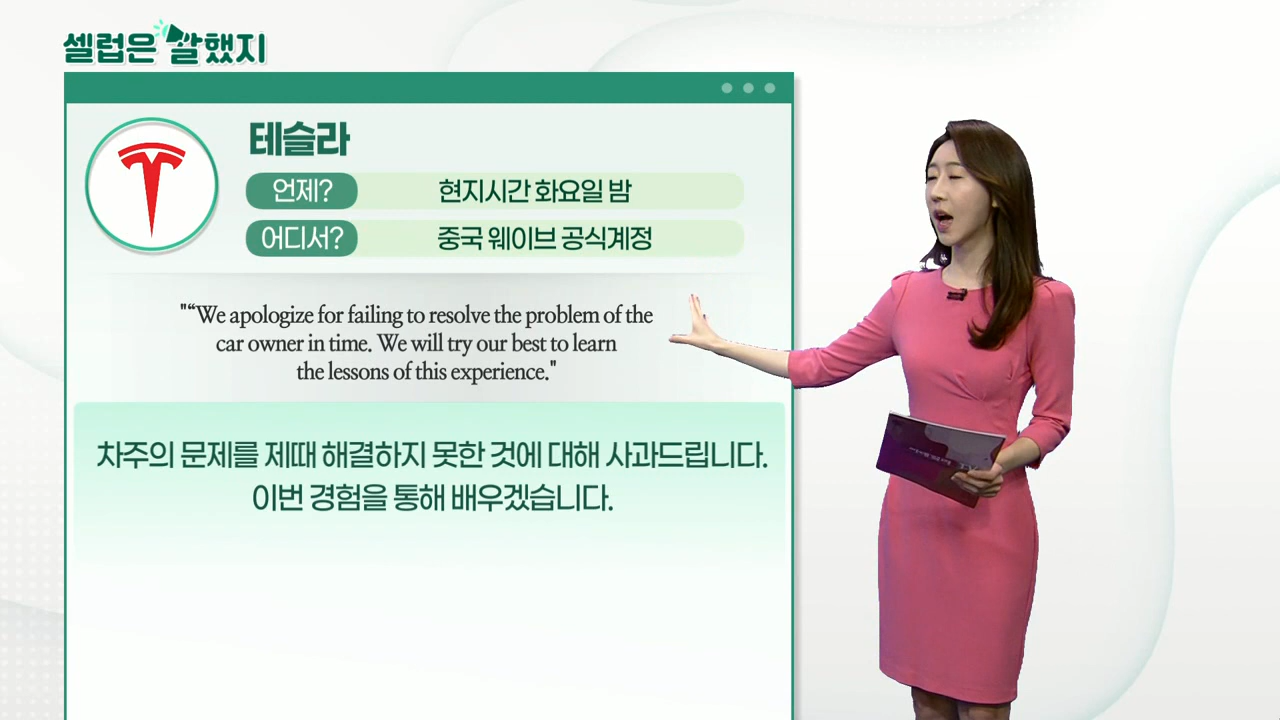 셀럽은 말했지
테슬라
언제? 현지시간 화요일 밤
어디서? 중국 웨이브 공식계정
"“We apologize for failing to resolve the problem of the
car owner in time. We will try our best to learn
the lessons of this experience."
차주의 문제를 제때 해결하지 못한 것에 대해 사과드립니다.
이번 경험을 통해 배우겠습니다.